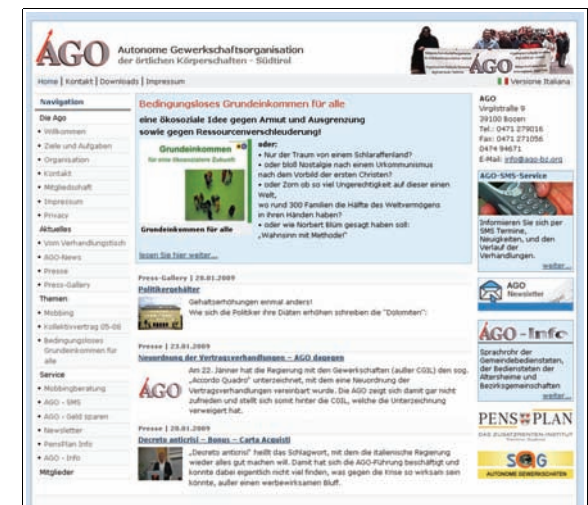 AGO
Autonome Gewerkschaftsorganisation
der örtlichen Körperschaften - Südtirol
Home | Kontakt | Downloads | Impressum
Versione Italiana
Navigation
Die Ago
• Willkommen
• Ziele und Aufgaben
• Organisation
• Kontakt
• Mitgliedschaft
• Impressum
• Privacy
Aktuelles
• Vom Verhandlungstisch
• AGO-News
• Presse
• Press-Gallery
Themen
• Mobbing
• Kollektivvertrag 05-08
• Bedingungsloses
Grundeinkommen für
alle
Service
• Mobbingberatung
• AGO - SMS
• AGO - Geld sparen
• Newsletter
• PensPlan Info
• AGO - Info
Mitglieder
Bedingungsloses Grundeinkommen für alle
eine ökosoziale Idee gegen Armut und Ausgrenzung
sowie gegen Ressourcenverschleuderung!
Grundeinkommen
für eine ökosozialere Zukunft
Grundeinkommen für alle
oder:
• Nur der Traum von einem Schlaraffenland?
• oder bloß Nostalgie nach einem Urkommunismus
nach dem Vorbild der ersten Christen?
• oder Zorn ob so viel Ungerechtigkeit auf dieser einen
Welt,
wo rund 300 Familien die Hälfte des Weltvermögens
in ihren Händen haben?
• oder wie Norbert Blüm gesagt haben soll:
„Wahnsinn mit Methode!"
lesen Sie hier weiter...
Press-Gallery | 29.01.2009
Politikergehälter
Gehaltserhöhungen einmal anders!
Wie sich die Politiker ihre Diäten erhöhen schreiben die "Dolomiten":
Presse | 23.01.2009
Neuordnung der Vertragsverhandlungen – AGO dagegen
AGO
Am 22. Jänner hat die Regierung mit den Gewerkschaften (außer CGIL) den sog.
„Accordo Quadro" unterzeichnet, mit dem eine Neuordnung der
Vertragsverhandlungen vereinbart wurde. Die AGO zeigt sich damit gar nicht
zufrieden und stellt sich somit hinter die CGIL, welche die Unterzeichnung
verweigert hat.
Presse | 20.01.2009
Decreto anticrisi – Bonus – Carta Acquisti
„Decreto anticrisi" heißt das Schlagwort, mit dem die italienische Regierung
wieder alles gut machen will. Damit hat sich die AGO-Führung beschäftigt und
konnte dabei eigentlich nicht viel finden, was gegen die Krise so wirksam sein
könnte, außer einen werbewirksamen Bluff.
AGO
Virglstraße 9
39100 Bozen
Tel.: 0471 279016
Fax: 0471 271056
0474 94671
E-Mail: info@ago-bz.org
AGO-SMS-Service
Informieren Sie sich per
SMS Termine,
Neuigkeiten, und den
Verlauf der
Verhandlungen.
weiter...
AGO
Newsletter
AGO-Info
Sprachrohr der
Gemeindebediensteten,
der Bediensteten der
Altersheime und
Bezirksgemeinschaften
weiter...
PENSPLAN
DAS ZUSATZRENTEN INSTITUT
SAG
AUTONOME GEWERKSCHAFTEN